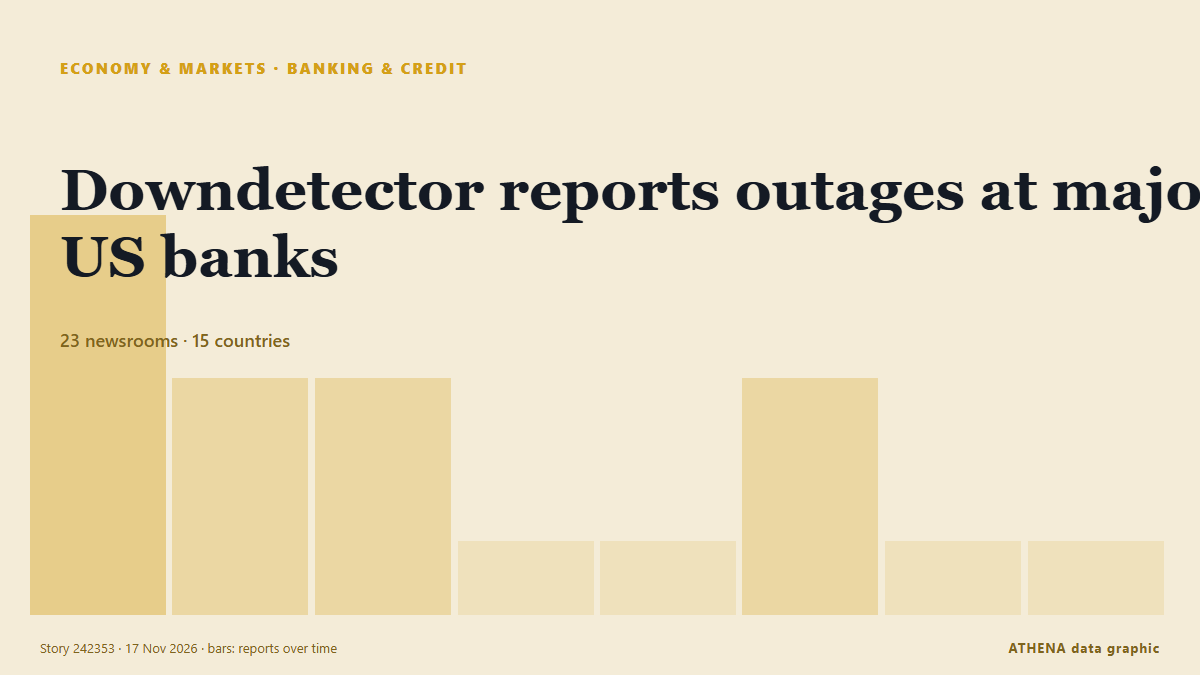 ECONOMY & MARKETS · BANKING & CREDIT
Downdetector reports outages at majo
US banks
23 newsrooms · 15 countries
Story 242353 · 17 Nov 2026 · bars: reports over time
ATHENA data graphic